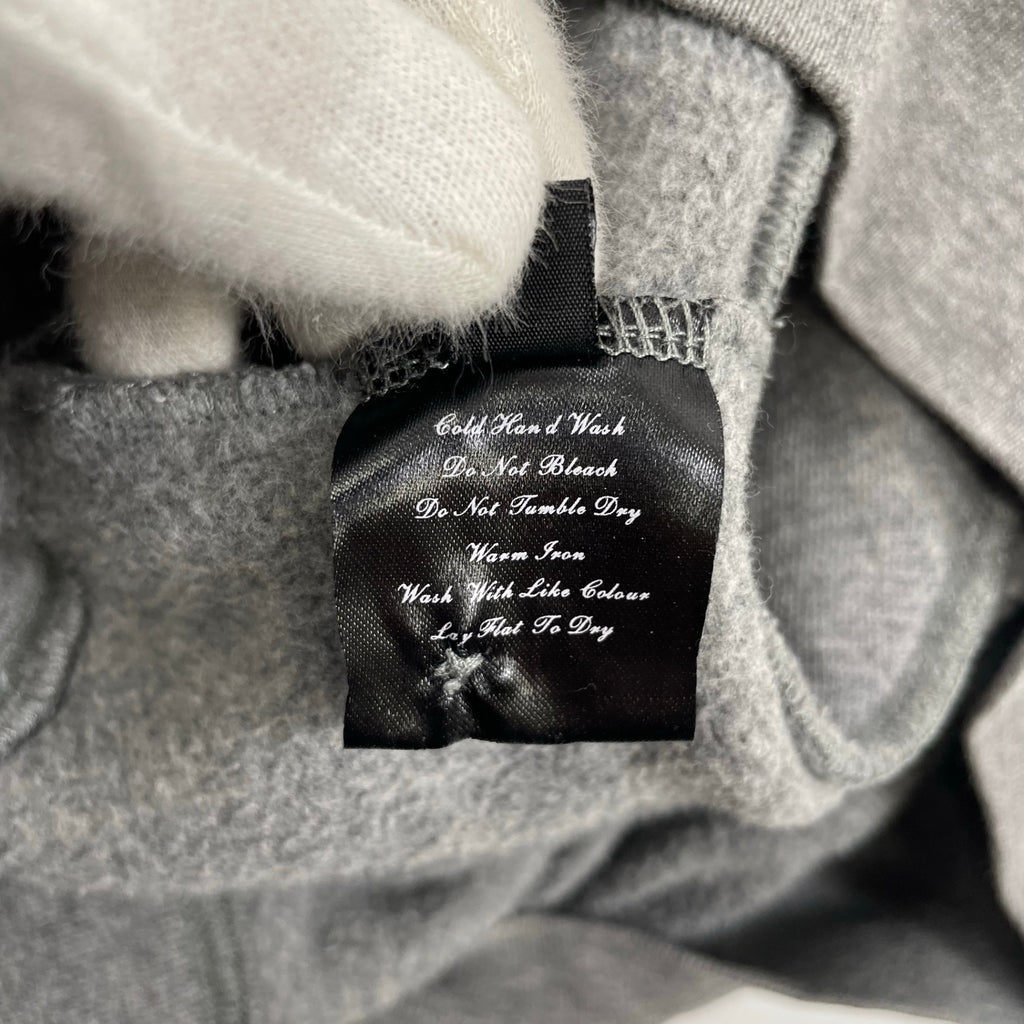 Cold Hand Wash
Do Not Bleach
Do Not Tumble Dry
Warm Iron
Wash With Like Colour
Lay Flat To Dry